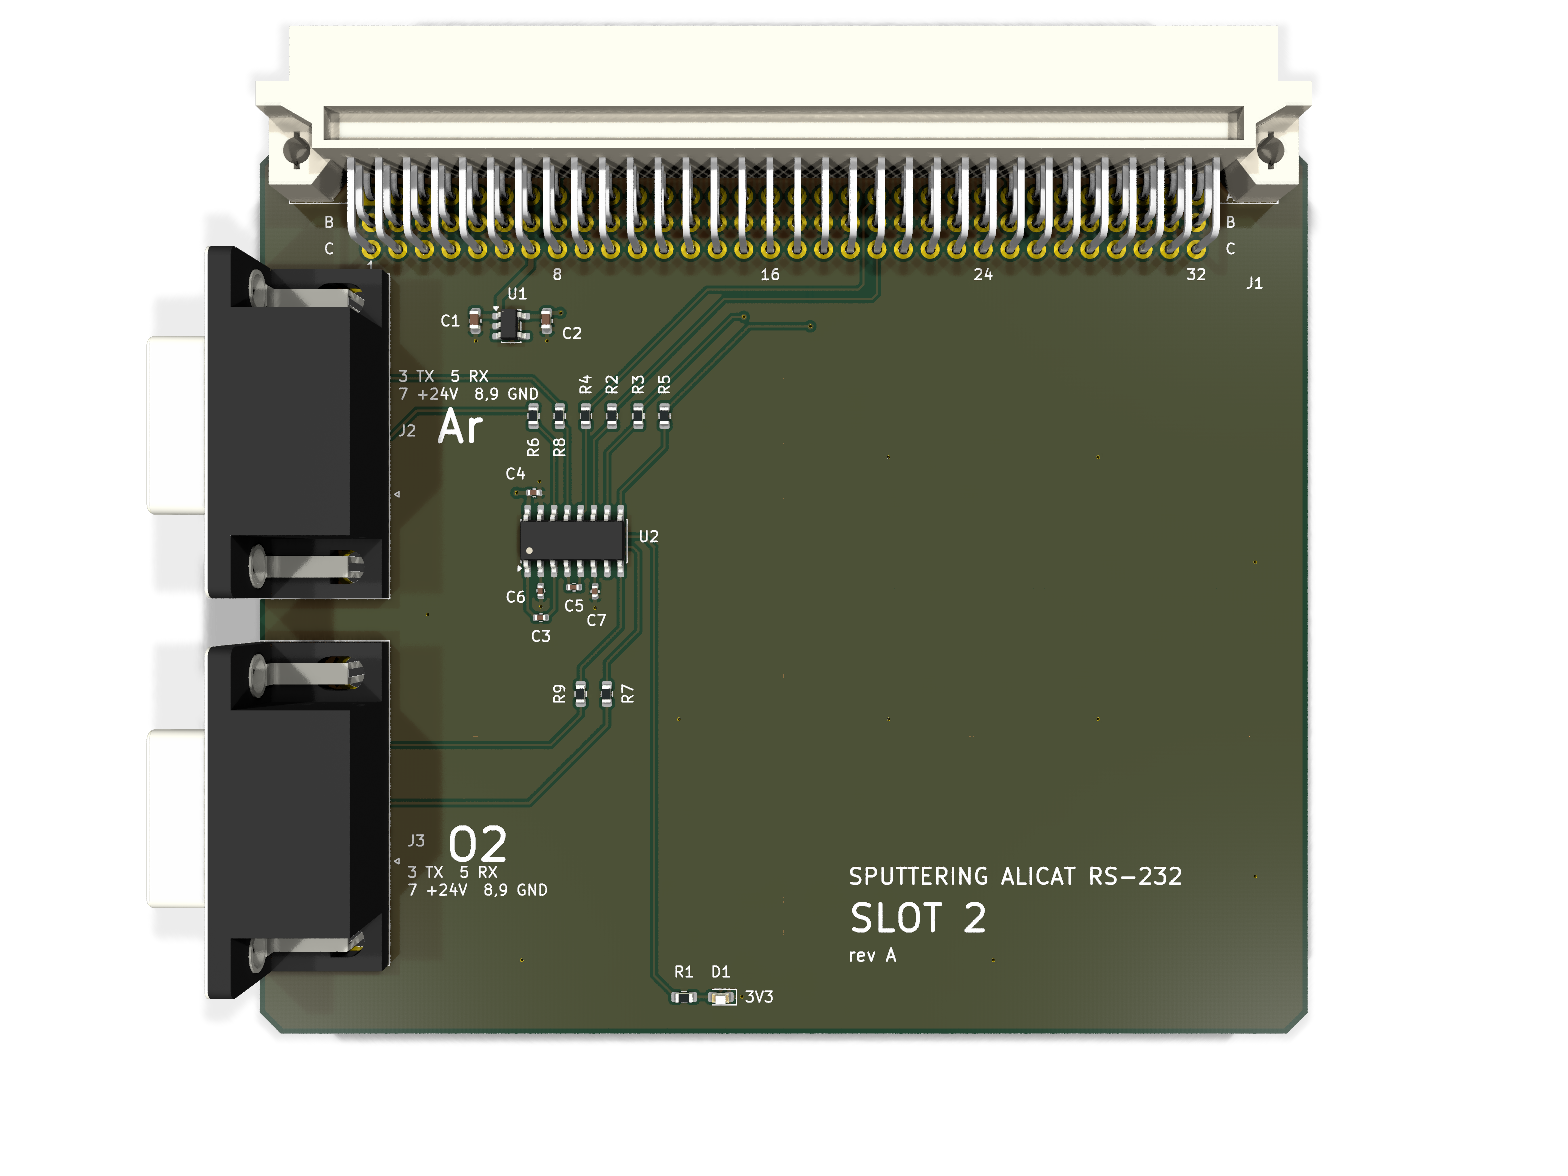 A
B
B
C
C
1
8
16
24
32
J1
U1
C1
C2
3 TX 5 RX
7 +24V 8,9 GND
Ar
J2
R4
R2
R3
R5
R6
R8
C4
U2
C6
C5
C7
C3
R9
R7
J3
O2
3 TX 5 RX
7 +24V 8,9 GND
SPUTTERING ALICAT RS-232
SLOT 2
rev A
R1
D1
3V3